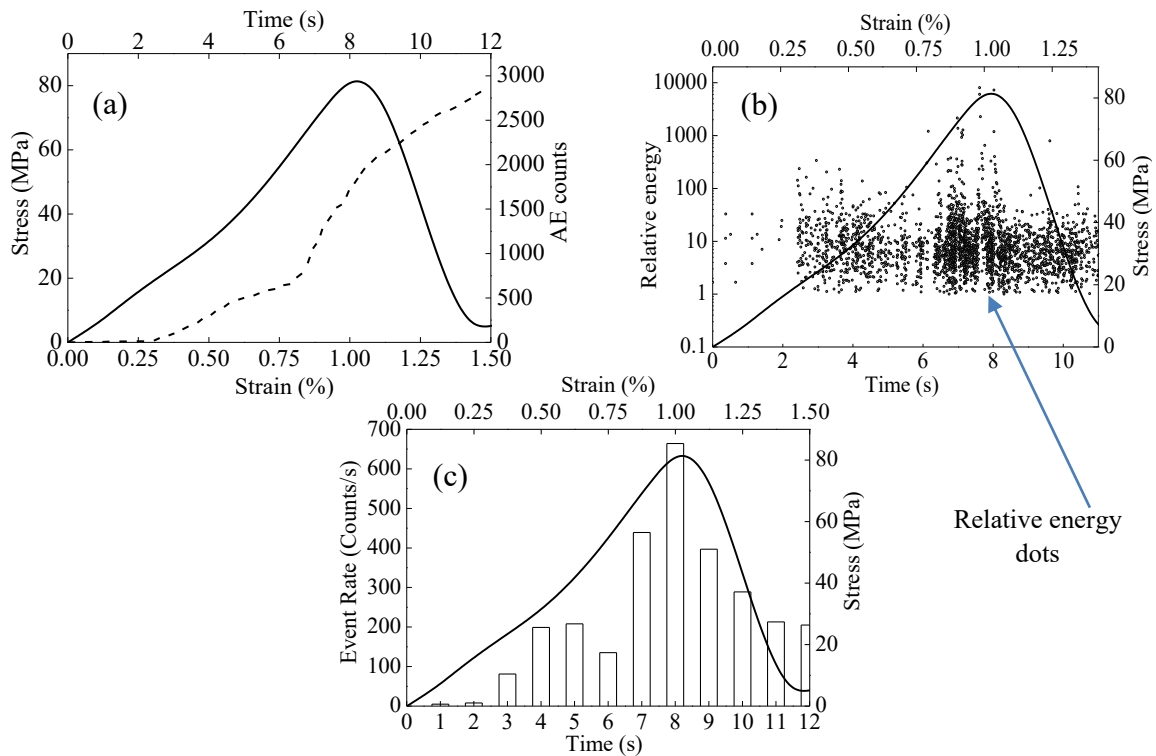 Time (s)
0 2 4 6 8 10 12
(a)
Stress (MPa)
80
60
40
20
0
AE counts
3000
2500
2000
1500
1000
500
0
0.00 0.25 0.50 0.75 1.00 1.25 1.50
Strain (%)
Strain (%)
0.00 0.25 0.50 0.75 1.00 1.25
(b)
Relative energy
10000
1000
100
10
1
0.1
Stress (MPa)
80
60
40
20
0
0 2 4 6 8 10
Time (s)
Relative energy
dots
Strain (%)
0.00 0.25 0.50 0.75 1.00 1.25 1.50
(c)
Event Rate (Counts/s)
700
600
500
400
300
200
100
0
Stress (MPa)
80
60
40
20
0
0 1 2 3 4 5 6 7 8 9 10 11 12
Time (s)